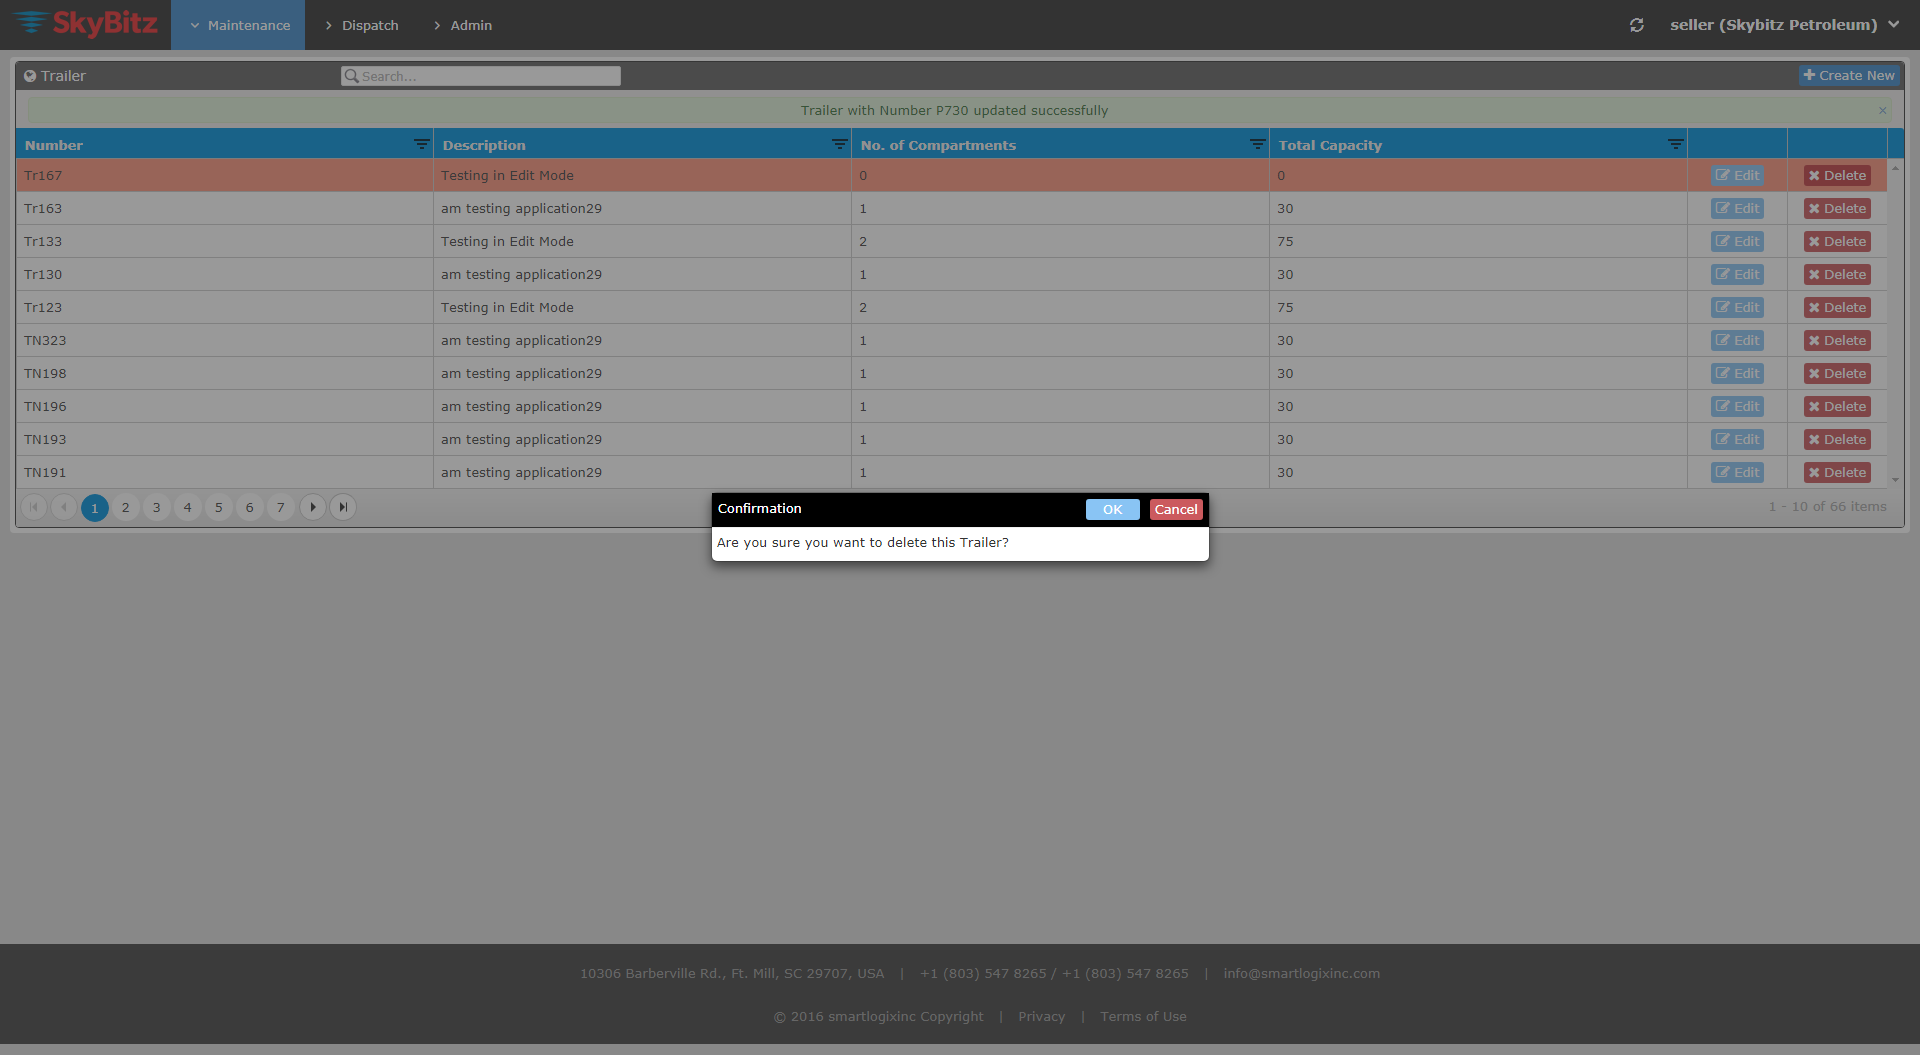 SkyBitz Maintenance Dispatch Admin seller (Skybitz Petroleum)
Trailer Search... Create New
Trailer with Number P730 updated successfully ×
Number Description No. of Compartments Total Capacity
Tr167 Testing in Edit Mode 0 0 Edit Delete
Tr163 am testing application29 1 30 Edit Delete
Tr133 Testing in Edit Mode 2 75 Edit Delete
Tr130 am testing application29 1 30 Edit Delete
Tr123 Testing in Edit Mode 2 75 Edit Delete
TN323 am testing application29 1 30 Edit Delete
TN198 am testing application29 1 30 Edit Delete
TN196 am testing application29 1 30 Edit Delete
TN193 am testing application29 1 30 Edit Delete
TN191 am testing application29 1 30 Edit Delete
1 2 3 4 5 6 7 1 - 10 of 66 items
Confirmation OK Cancel
Are you sure you want to delete this Trailer?
10306 Barberville Rd., Ft. Mill, SC 29707, USA | +1 (803) 547 8265 / +1 (803) 547 8265 | info@smartlogixinc.com
© 2016 smartlogixinc Copyright | Privacy | Terms of Use